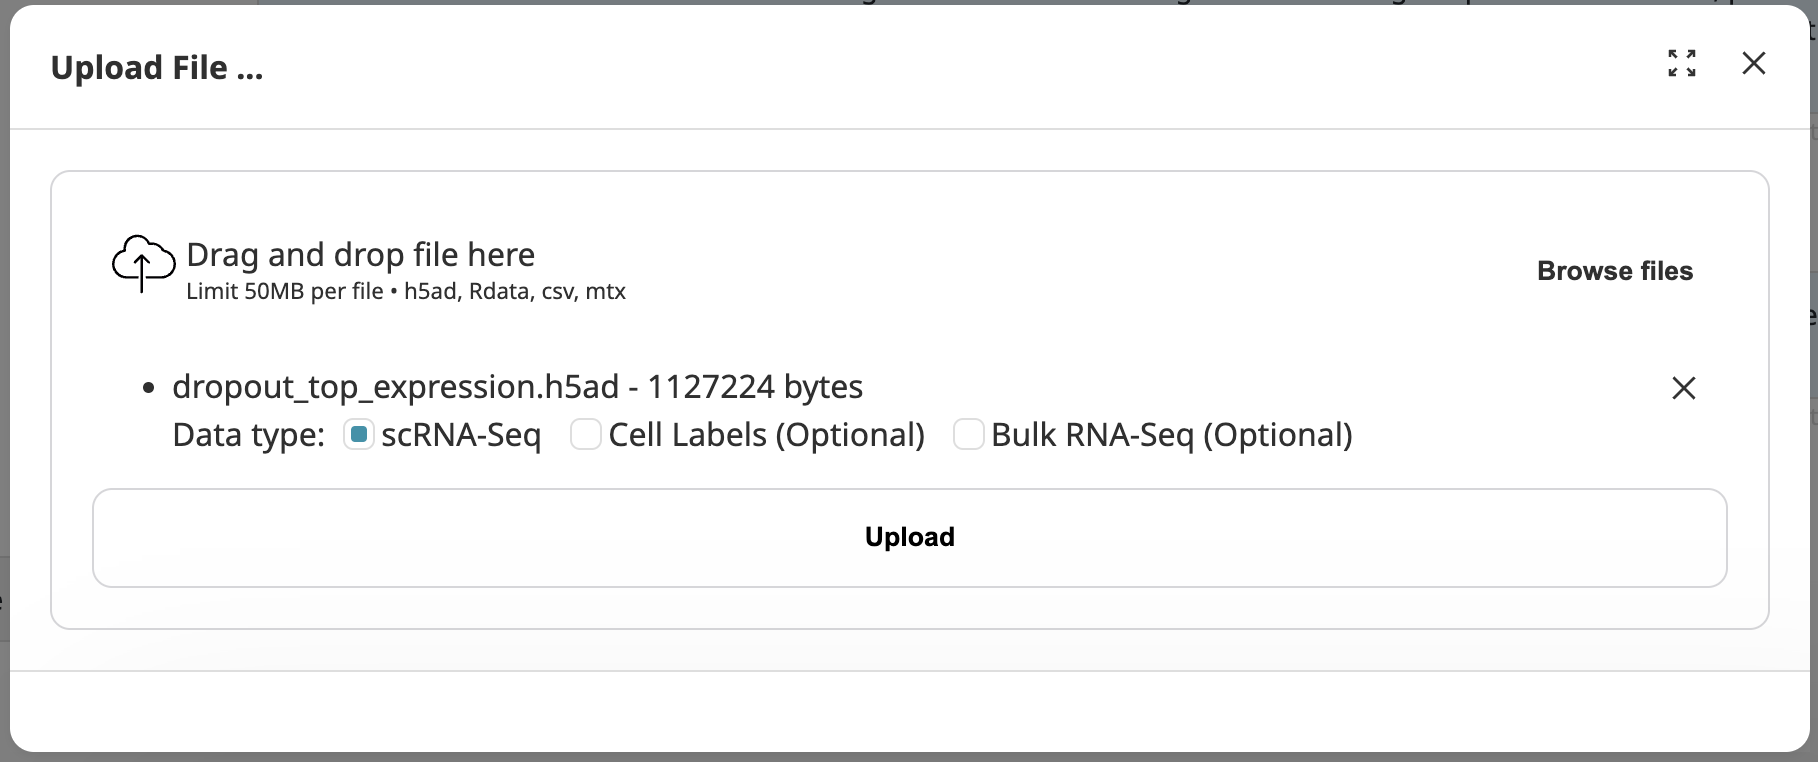 Upload File ...
Drag and drop file here
Limit 50MB per file • h5ad, Rdata, csv, mtx
Browse files
• dropout_top_expression.h5ad - 1127224 bytes
Data type: scRNA-Seq Cell Labels (Optional) Bulk RNA-Seq (Optional)
Upload